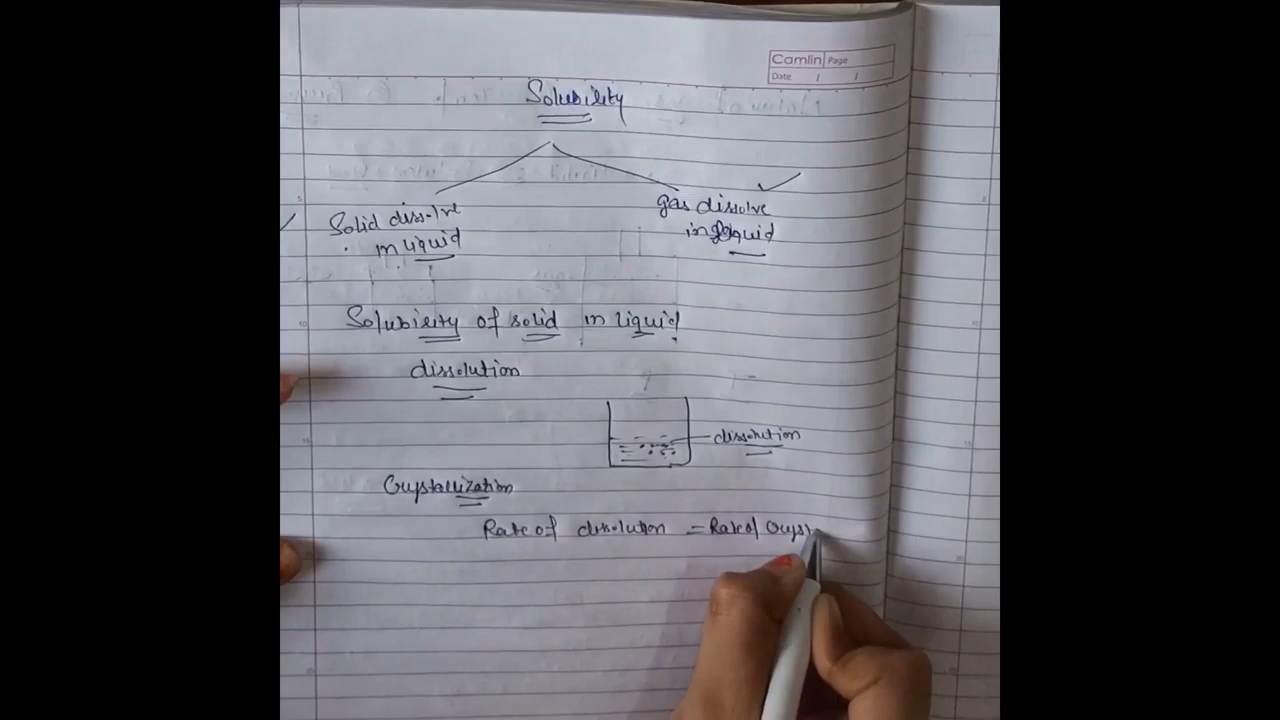 Camlin Page
Date / /
Solubility
Solid dissolve
in liquid
gas dissolve
in liquid
Solubility of solid in liquid
dissolution
dissolution
Crystallization
Rate of dissolution = Rate of Cryst